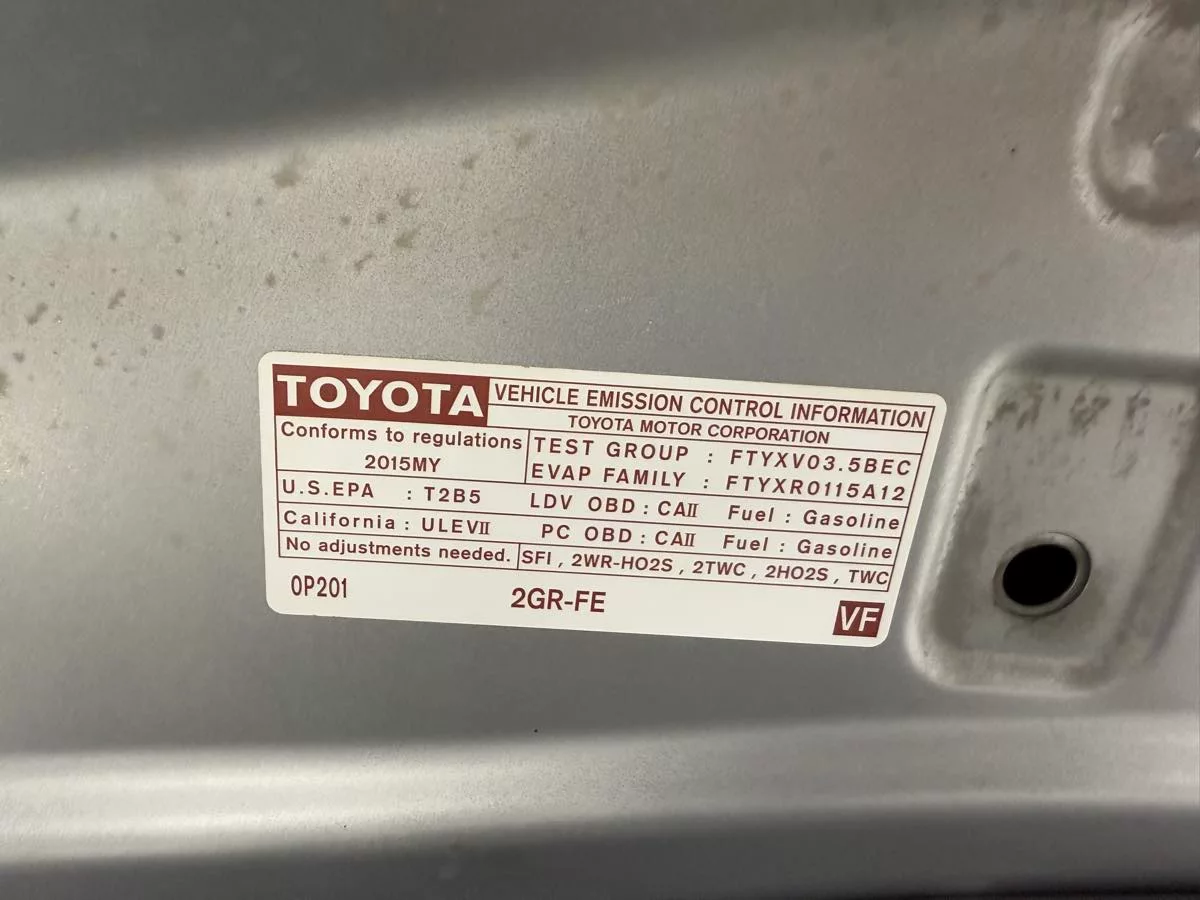 TOYOTA VEHICLE EMISSION CONTROL INFORMATION
TOYOTA MOTOR CORPORATION
Conforms to regulations
2015MY
TEST GROUP : FTYXV03.5BEC
EVAP FAMILY : FTYXR0115A12
U.S.EPA : T2B5 LDV OBD : CAⅡ Fuel : Gasoline
California : ULEVⅡ PC OBD : CAⅡ Fuel : Gasoline
No adjustments needed. SFI , 2WR-HO2S , 2TWC , 2HO2S , TWC
0P201 2GR-FE VF